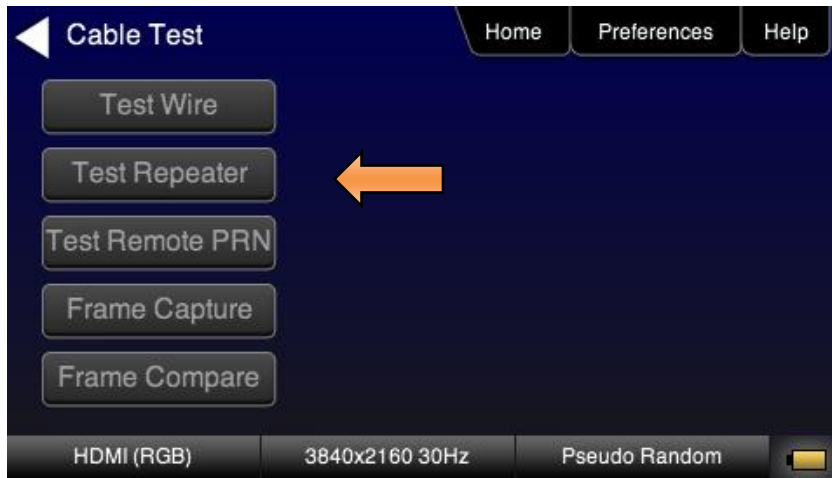 Cable Test
Home
Preferences
Help
Test Wire
Test Repeater
Test Remote PRN
Frame Capture
Frame Compare
HDMI (RGB)
3840x2160 30Hz
Pseudo Random